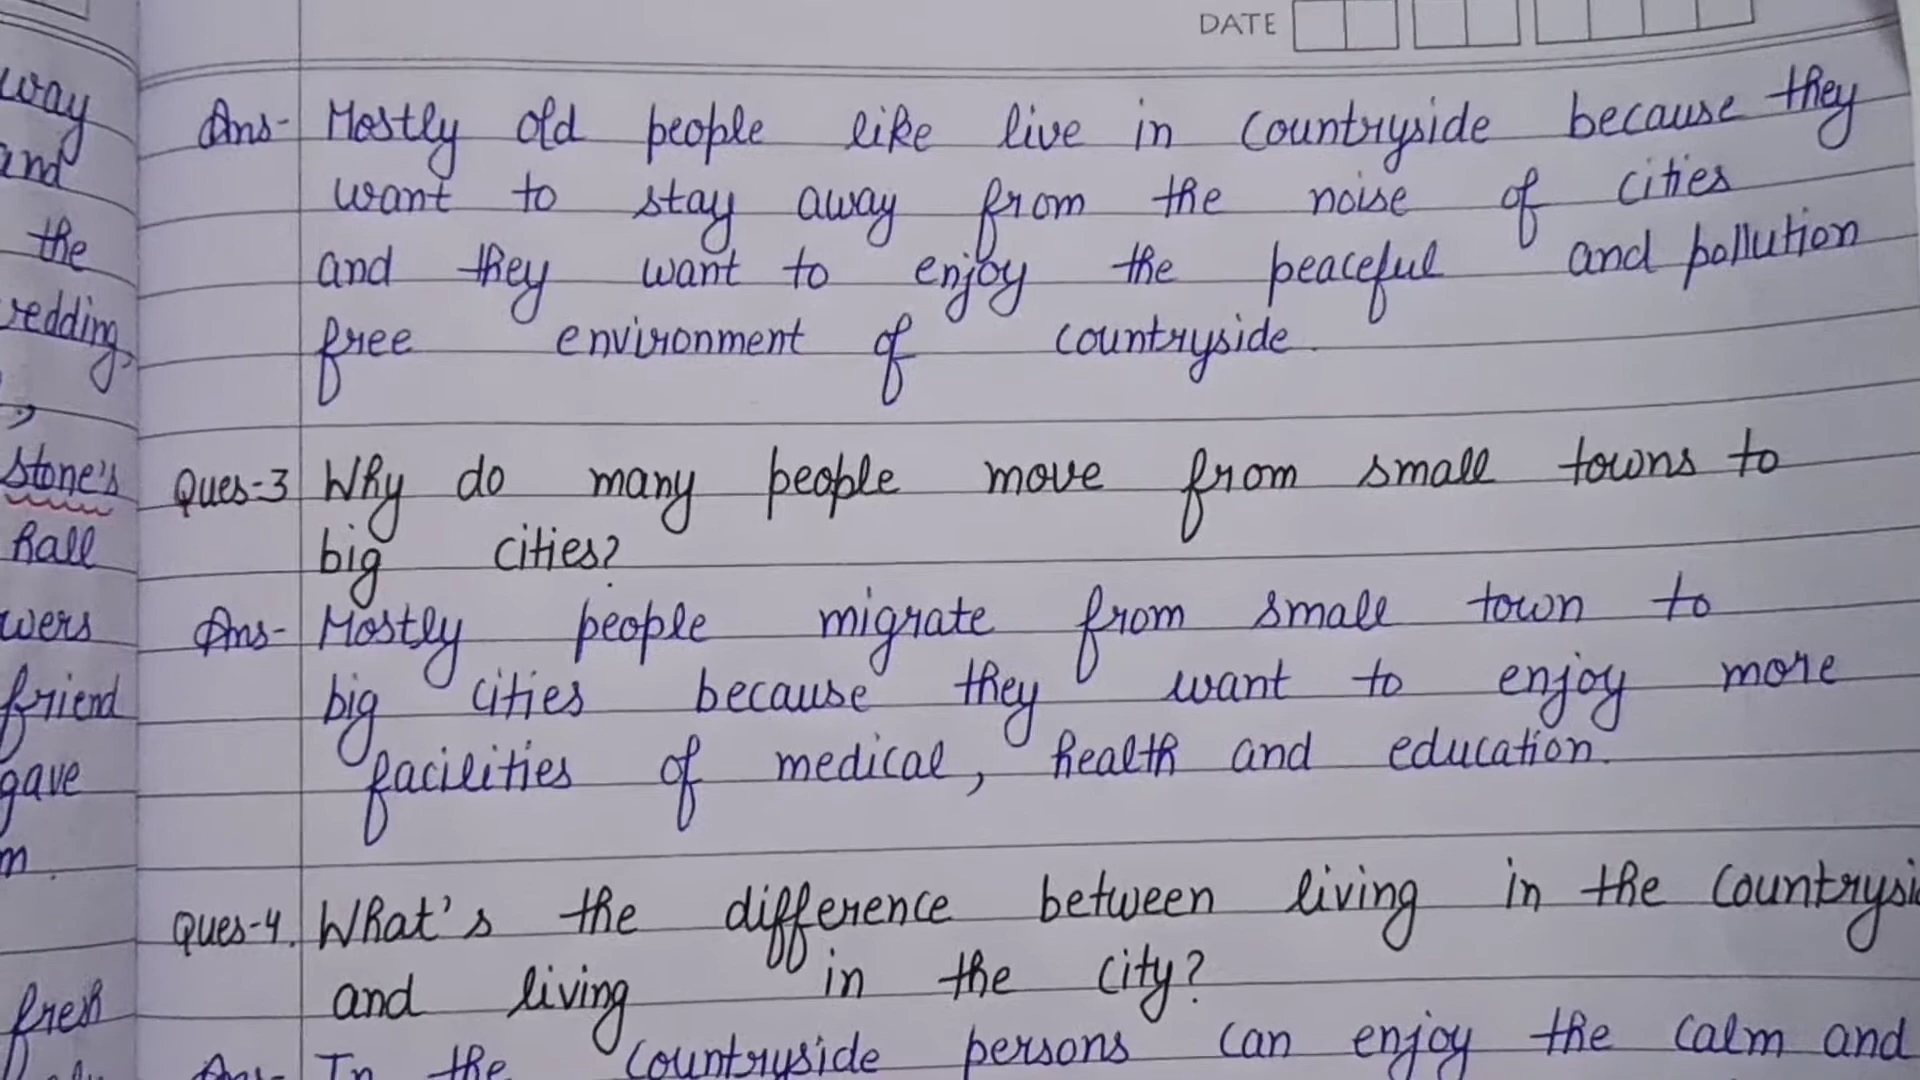 DATE
way
and
the
redding,
,
stone's
hall
wers
friend
gave
m.
fresh
Ans- Mostly old people like live in countryside because they
want to stay away from the noise of cities
and they want to enjoy the peaceful and pollution
free environment of countryside.
Ques-3 Why do many people move from small towns to
big cities?
Ans- Mostly people migrate from small town to
big cities because they want to enjoy more
facilities of medical, health and education.
Ques-4. What's the difference between living in the countrysi
and living in the city?
Ans- In the countryside persons can enjoy the calm and